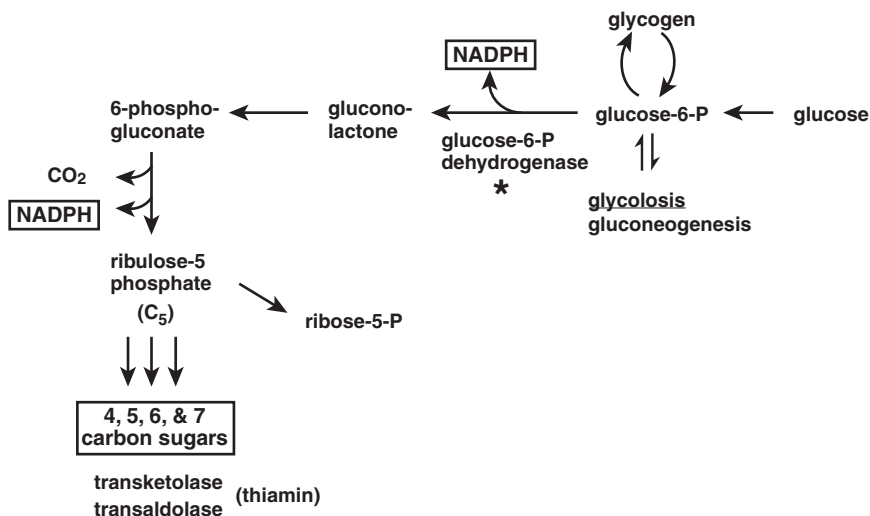 glycogen
NADPH
6-phospho-
gluconate
glucono-
lactone
glucose-6-P
glucose
glucose-6-P
dehydrogenase
*
CO2
NADPH
glycolosis
gluconeogenesis
ribulose-5
phosphate
(C5)
ribose-5-P
4, 5, 6, & 7
carbon sugars
transketolase
transaldolase
(thiamin)